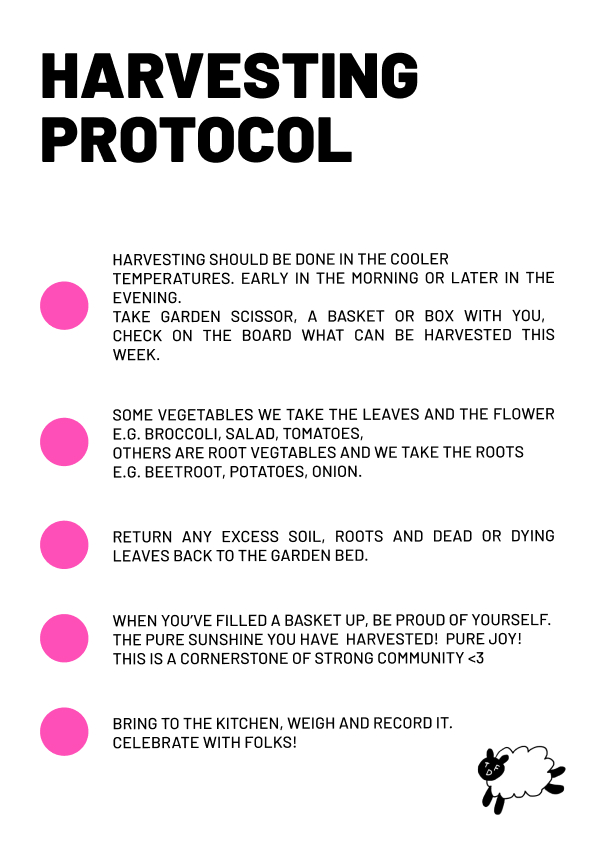 HARVESTING
PROTOCOL
HARVESTING SHOULD BE DONE IN THE COOLER
TEMPERATURES. EARLY IN THE MORNING OR LATER IN THE
EVENING.
TAKE GARDEN SCISSOR, A BASKET OR BOX WITH YOU,
CHECK ON THE BOARD WHAT CAN BE HARVESTED THIS
WEEK.
SOME VEGETABLES WE TAKE THE LEAVES AND THE FLOWER
E.G. BROCCOLI, SALAD, TOMATOES,
OTHERS ARE ROOT VEGTABLES AND WE TAKE THE ROOTS
E.G. BEETROOT, POTATOES, ONION.
RETURN ANY EXCESS SOIL, ROOTS AND DEAD OR DYING
LEAVES BACK TO THE GARDEN BED.
WHEN YOU'VE FILLED A BASKET UP, BE PROUD OF YOURSELF.
THE PURE SUNSHINE YOU HAVE HARVESTED! PURE JOY!
THIS IS A CORNERSTONE OF STRONG COMMUNITY <3
BRING TO THE KITCHEN, WEIGH AND RECORD IT.
CELEBRATE WITH FOLKS!
TDF